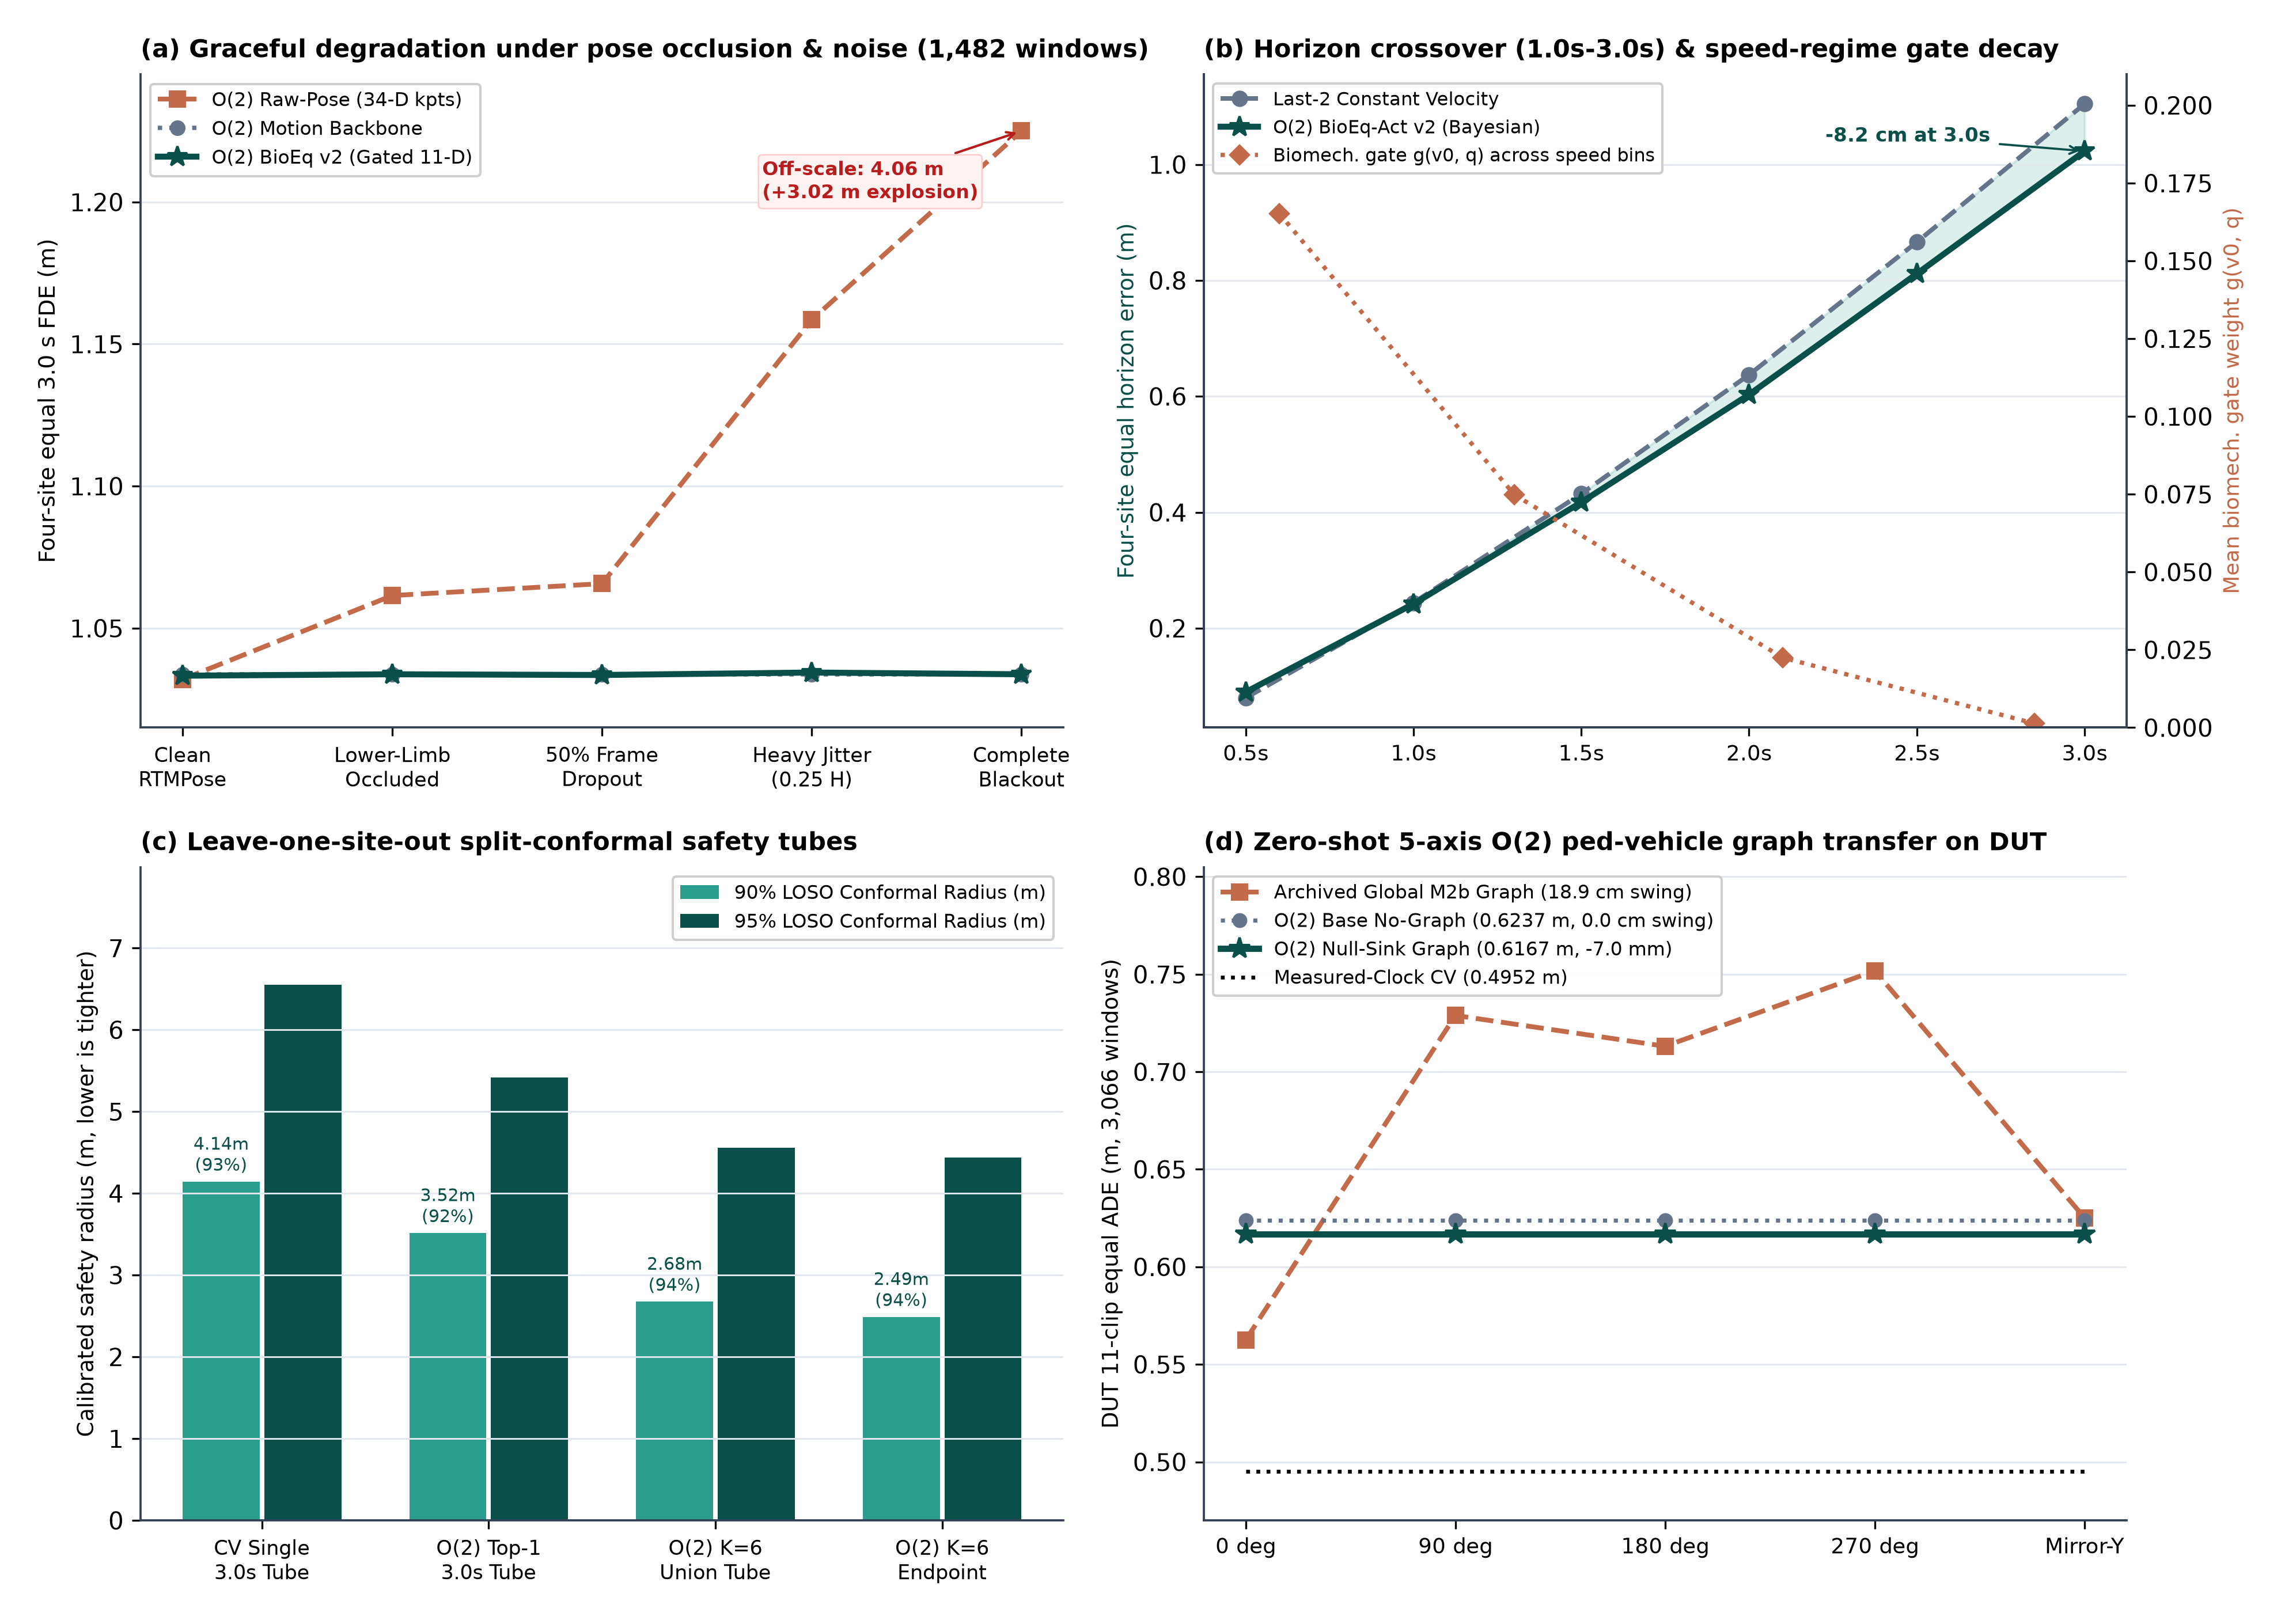 (a) Graceful degradation under pose occlusion & noise (1,482 windows)
O(2) Raw-Pose (34-D kpts)
O(2) Motion Backbone
O(2) BioEq v2 (Gated 11-D)
Off-scale: 4.06 m
(+3.02 m explosion)
Four-site equal 3.0 s FDE (m)
1.20
1.15
1.10
1.05
Clean
RTMPose
Lower-Limb
Occluded
50% Frame
Dropout
Heavy Jitter
(0.25 H)
Complete
Blackout
(b) Horizon crossover (1.0s-3.0s) & speed-regime gate decay
Last-2 Constant Velocity
O(2) BioEq-Act v2 (Bayesian)
Biomech. gate g(v0, q) across speed bins
-8.2 cm at 3.0s
Four-site equal horizon error (m)
1.0
0.8
0.6
0.4
0.2
0.5s
1.0s
1.5s
2.0s
2.5s
3.0s
0.200
0.175
0.150
0.125
0.100
0.075
0.050
0.025
0.000
Mean biomech. gate weight g(v0, q)
(c) Leave-one-site-out split-conformal safety tubes
90% LOSO Conformal Radius (m)
95% LOSO Conformal Radius (m)
Calibrated safety radius (m, lower is tighter)
7
6
5
4
3
2
1
0
4.14m
(93%)
3.52m
(92%)
2.68m
(94%)
2.49m
(94%)
CV Single
3.0s Tube
O(2) Top-1
3.0s Tube
O(2) K=6
Union Tube
O(2) K=6
Endpoint
(d) Zero-shot 5-axis O(2) ped-vehicle graph transfer on DUT
Archived Global M2b Graph (18.9 cm swing)
O(2) Base No-Graph (0.6237 m, 0.0 cm swing)
O(2) Null-Sink Graph (0.6167 m, -7.0 mm)
Measured-Clock CV (0.4952 m)
DUT 11-clip equal ADE (m, 3,066 windows)
0.80
0.75
0.70
0.65
0.60
0.55
0.50
0 deg
90 deg
180 deg
270 deg
Mirror-Y